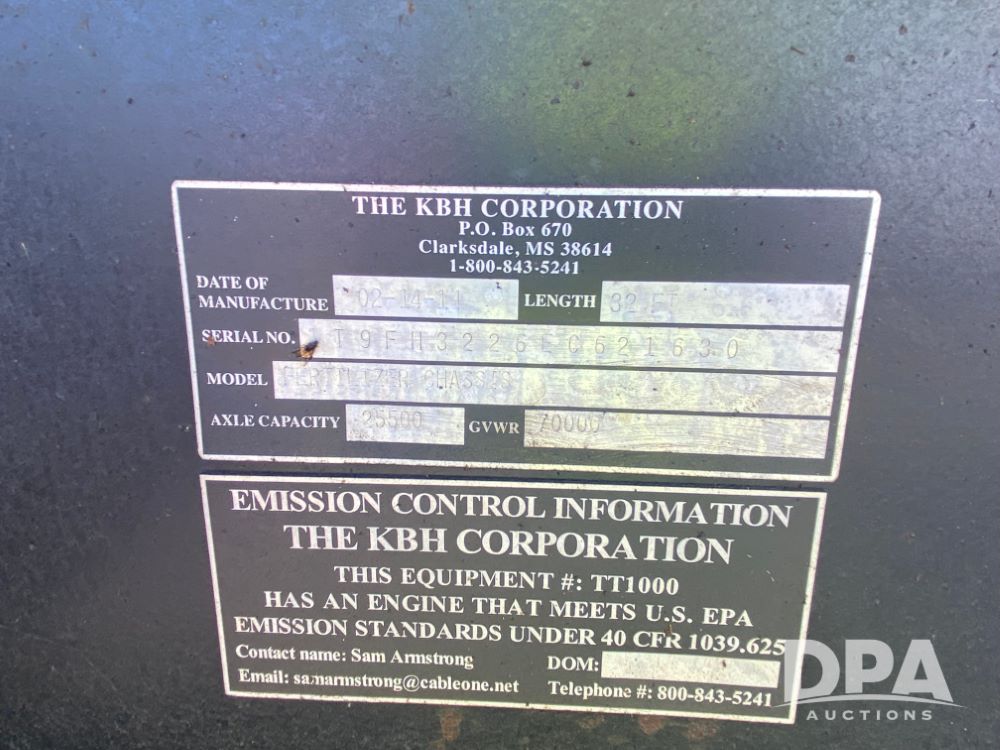 THE KBH CORPORATION
P.O. Box 670
Clarksdale, MS 38614
1-800-843-5241
DATE OF MANUFACTURE 02-14-11 LENGTH 32 FT
SERIAL NO.
MODEL FERTILIZER CHASSIS
AXLE CAPACITY 25500 GVWR 70000
EMISSION CONTROL INFORMATION
THE KBH CORPORATION
THIS EQUIPMENT #: TT1000
HAS AN ENGINE THAT MEETS U.S. EPA
EMISSION STANDARDS UNDER 40 CFR 1039.625
Contact name: Sam Armstrong DOM:
Email: samarmstrong@cableone.net Telephone #: 800-843-5241
DPA
AUCTIONS